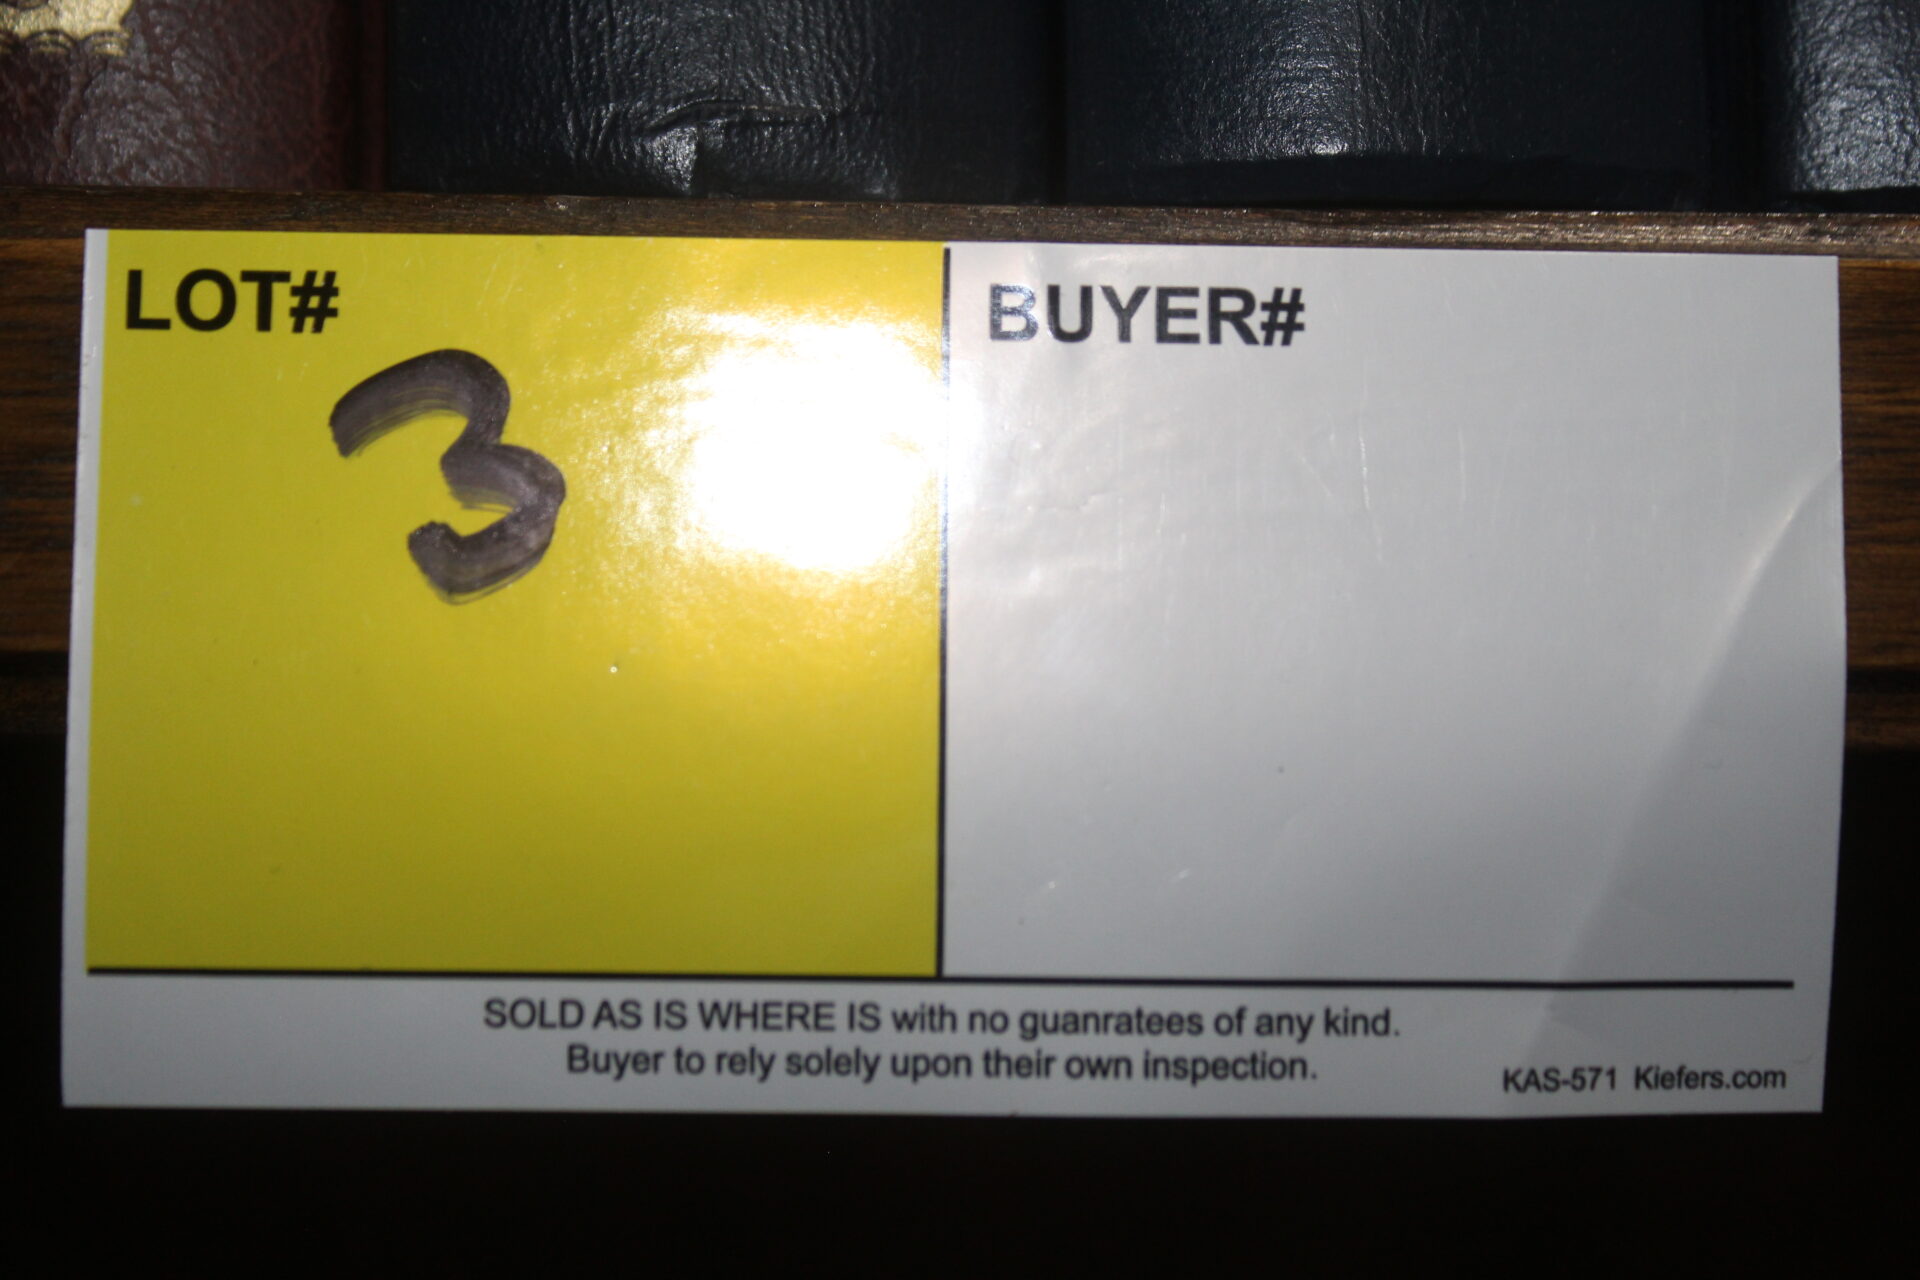 LOT#
3
BUYER#
SOLD AS IS WHERE IS with no guanratees of any kind.
Buyer to rely solely upon their own inspection.
KAS-571 Kiefers.com